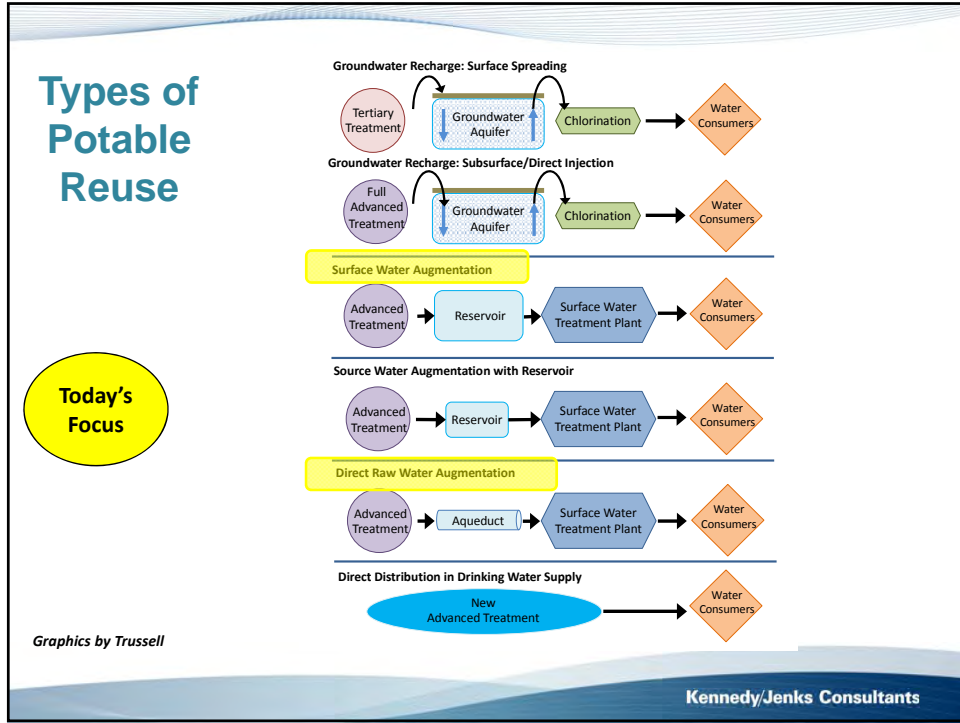 Types of
Potable
Reuse
Groundwater Recharge: Surface Spreading
Tertiary
Treatment
Groundwater
Aquifer
Chlorination
Water
Consumers
Groundwater Recharge: Subsurface/Direct Injection
Full
Advanced
Treatment
Groundwater
Aquifer
Chlorination
Water
Consumers
Surface Water Augmentation
Advanced
Treatment
Reservoir
Surface Water
Treatment Plant
Water
Consumers
Source Water Augmentation with Reservoir
Advanced
Treatment
Reservoir
Surface Water
Treatment Plant
Water
Consumers
Today's
Focus
Direct Raw Water Augmentation
Advanced
Treatment
Aqueduct
Surface Water
Treatment Plant
Water
Consumers
Direct Distribution in Drinking Water Supply
New
Advanced Treatment
Water
Consumers
Graphics by Trussell
Kennedy/Jenks Consultants